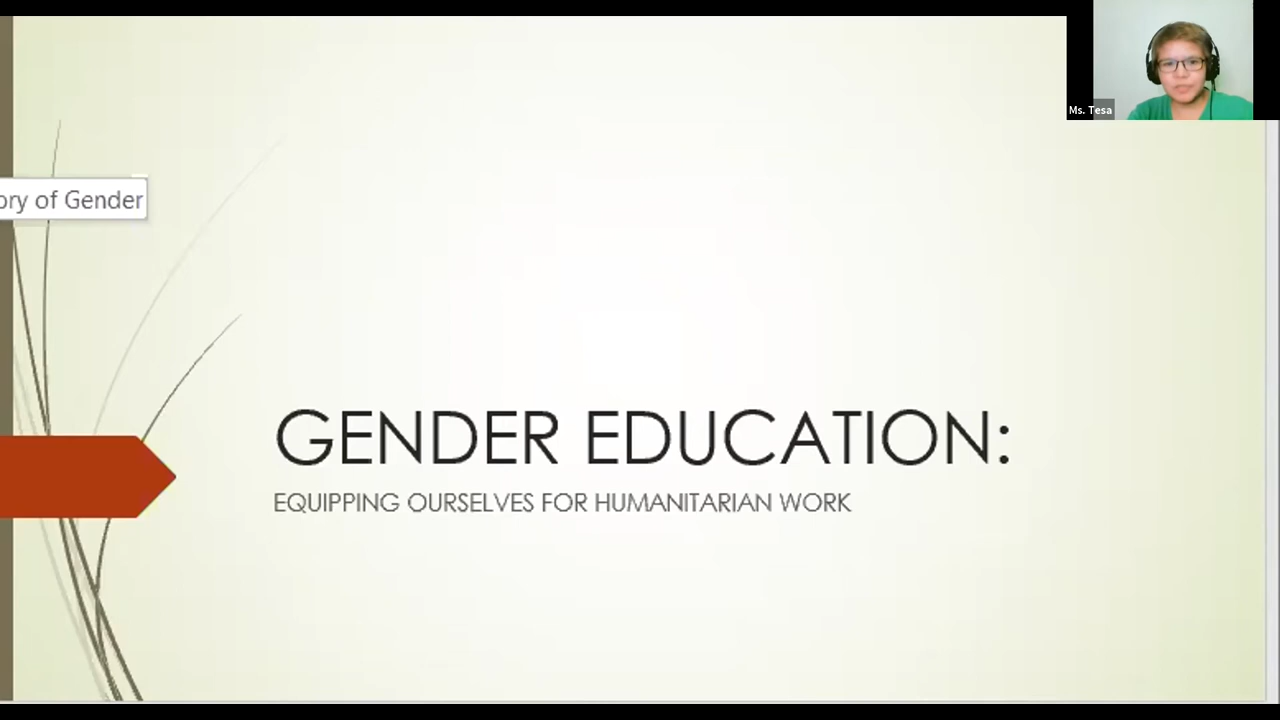 Ms. Tesa
ory of Gender
GENDER EDUCATION:
EQUIPPING OURSELVES FOR HUMANITARIAN WORK